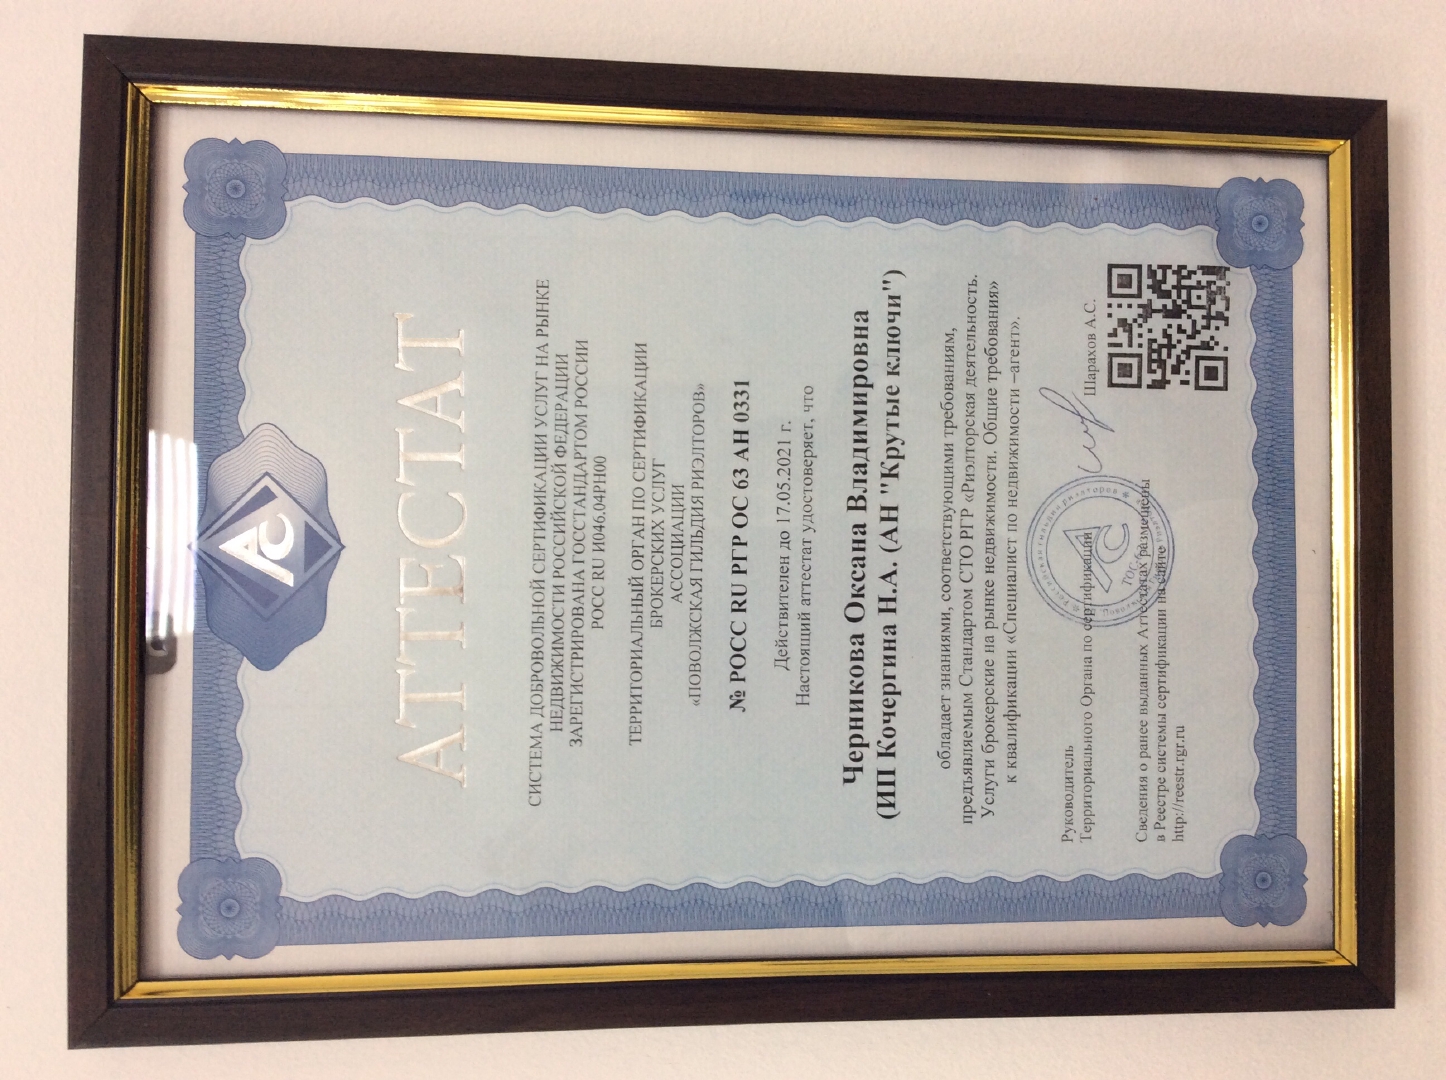 АТТЕСТАТ
СИСТЕМА ДОБРОВОЛЬНОЙ СЕРТИФИКАЦИИ УСЛУГ НА РЫНКЕ
НЕДВИЖИМОСТИ РОССИЙСКОЙ ФЕДЕРАЦИИ
ЗАРЕГИСТРИРОВАНА ГОССТАНДАРТОМ РОССИИ
РОСС RU И046.04РН00
ТЕРРИТОРИАЛЬНЫЙ ОРГАН ПО СЕРТИФИКАЦИИ
БРОКЕРСКИХ УСЛУГ
АССОЦИАЦИИ
«ПОВОЛЖСКАЯ ГИЛЬДИЯ РИЭЛТОРОВ»
№ РОСС RU РГР ОС 63 АН 0331
Действителен до 17.05.2021 г.
Настоящий аттестат удостоверяет, что
Черникова Оксана Владимировна
(ИП Кочергина Н.А. (АН "Крутые ключи")
обладает знаниями, соответствующими требованиям,
предъявляемым Стандартом СТО РГР «Риэлторская деятельность.
Услуги брокерские на рынке недвижимости. Общие требования»
к квалификации «Специалист по недвижимости –агент».
Руководитель
Территориального Органа по сертификации
Шарахов А.С.
Российская гильдия риэлторов
Сведения о ранее выданных Аттестатах размещены
в Реестре системы сертификации на сайте
http://reestr.rgr.ru